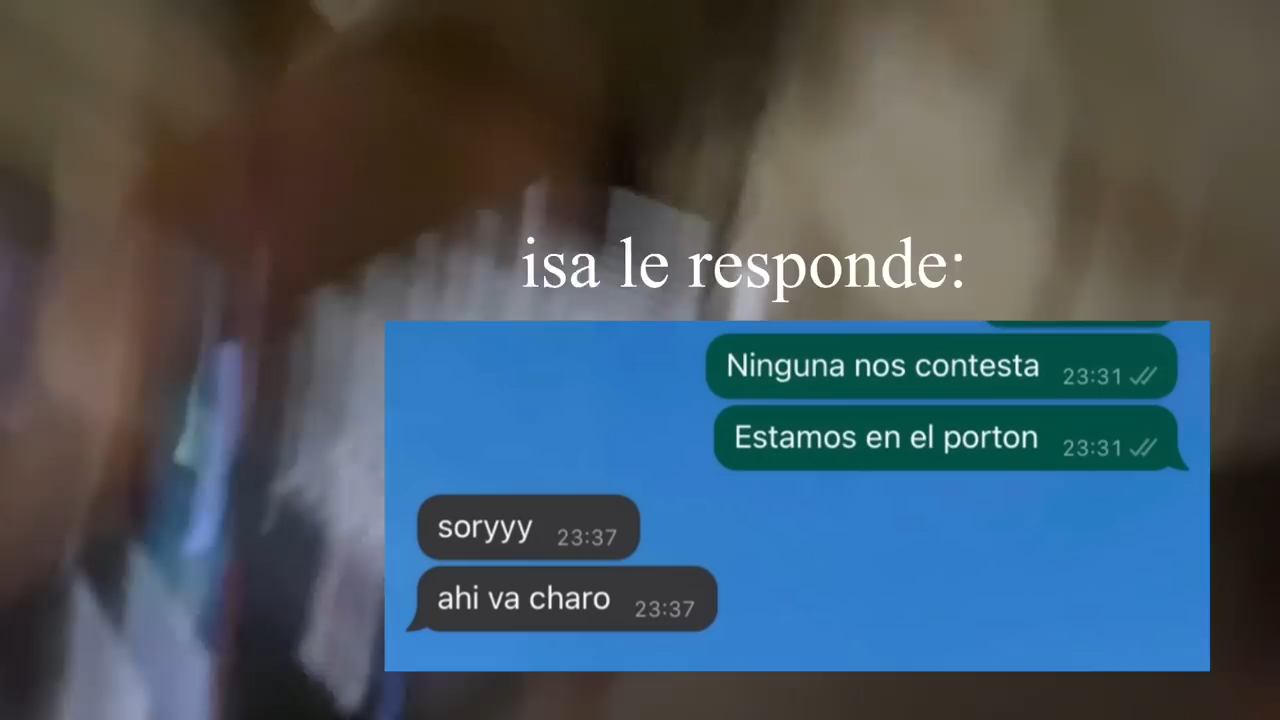 isa le responde:
Ninguna nos contesta 23:31
Estamos en el porton 23:31
soryyy 23:37
ahi va charo 23:37